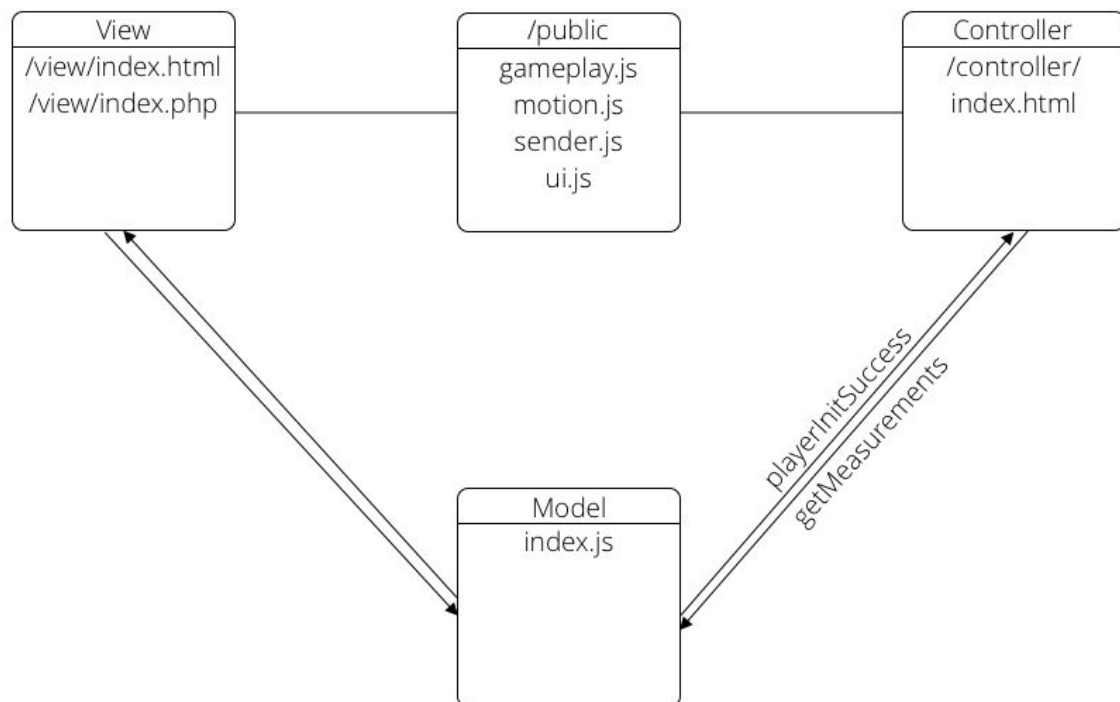 View
/view/index.html
/view/index.php
/public
gameplay.js
motion.js
sender.js
ui.js
Controller
/controller/
index.html
playerInitSuccess
getMeasurements
Model
index.js